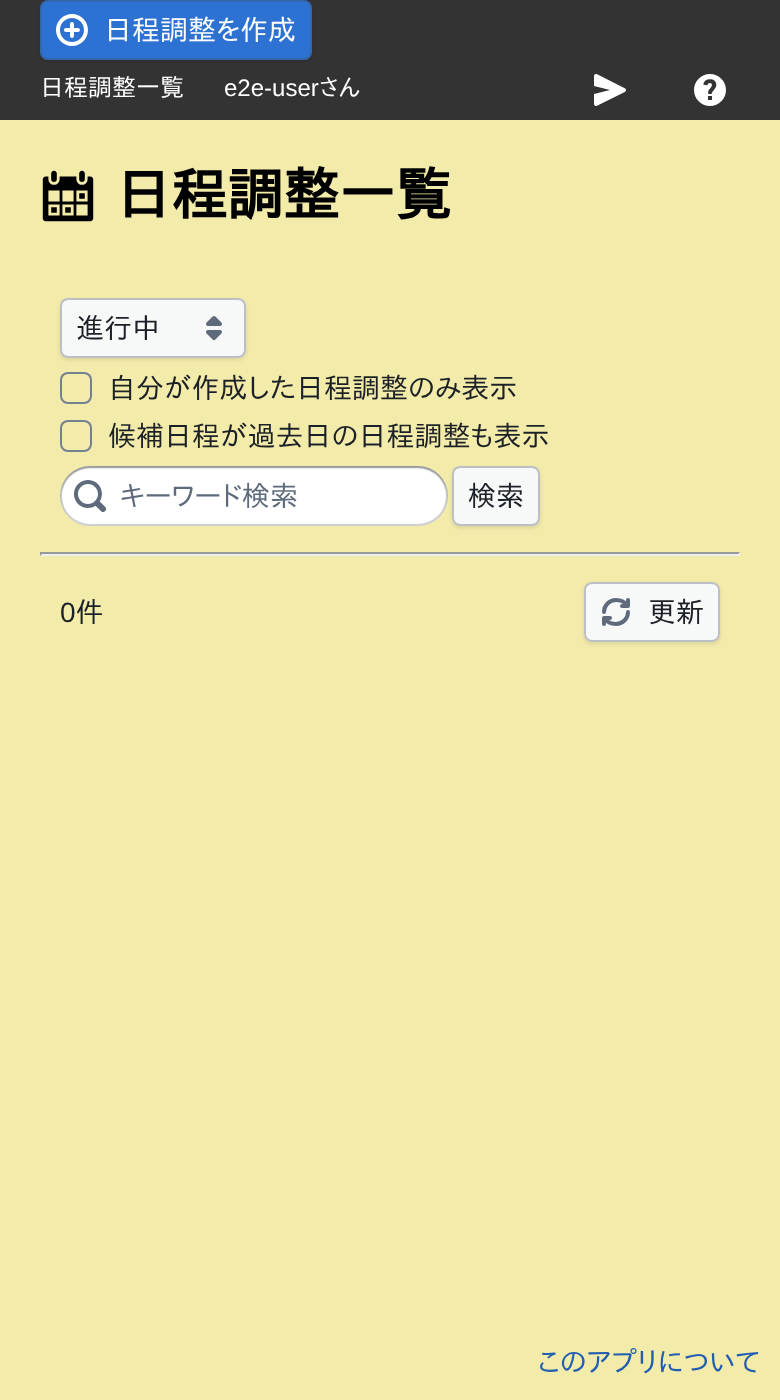 日程調整を作成
日程調整一覧 e2e-userさん
日程調整一覧
進行中
自分が作成した日程調整のみ表示
候補日程が過去日の日程調整も表示
キーワード検索 検索
0件 更新
このアプリについて